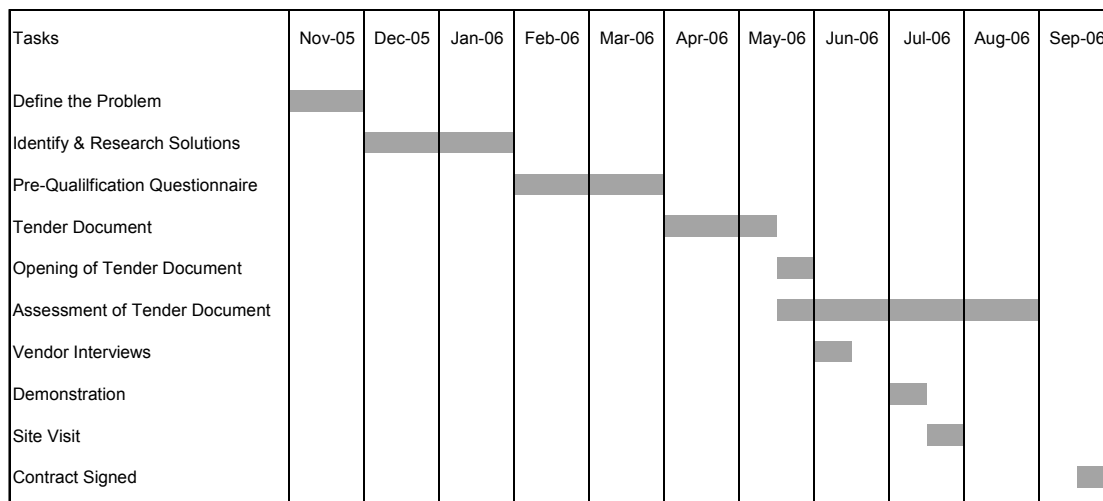 Tasks Nov-05 Dec-05 Jan-06 Feb-06 Mar-06 Apr-06 May-06 Jun-06 Jul-06 Aug-06 Sep-06
Define the Problem
Identify & Research Solutions
Pre-Qualilfication Questionnaire
Tender Document
Opening of Tender Document
Assessment of Tender Document
Vendor Interviews
Demonstration
Site Visit
Contract Signed